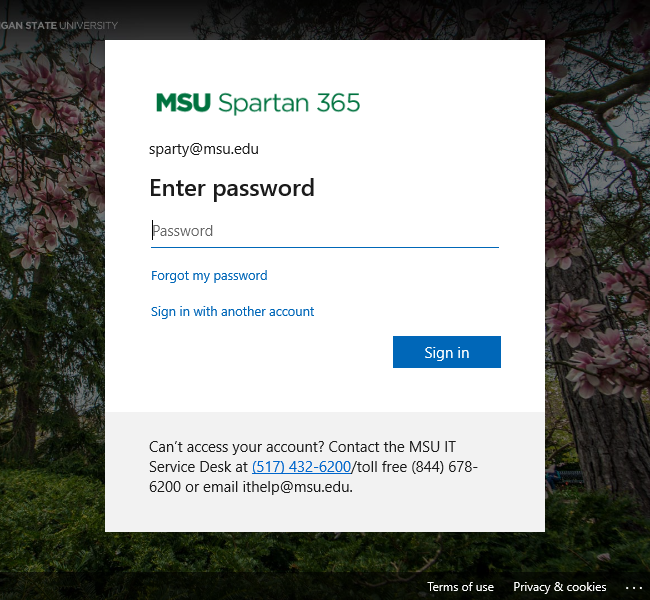 GAN STATE UNIVERSITY
MSU Spartan 365
sparty@msu.edu
Enter password
Password
Forgot my password
Sign in with another account
Sign in
Can't access your account? Contact the MSU IT
Service Desk at (517) 432-6200/toll free (844) 678-
6200 or email ithelp@msu.edu.
Terms of use Privacy & cookies ...